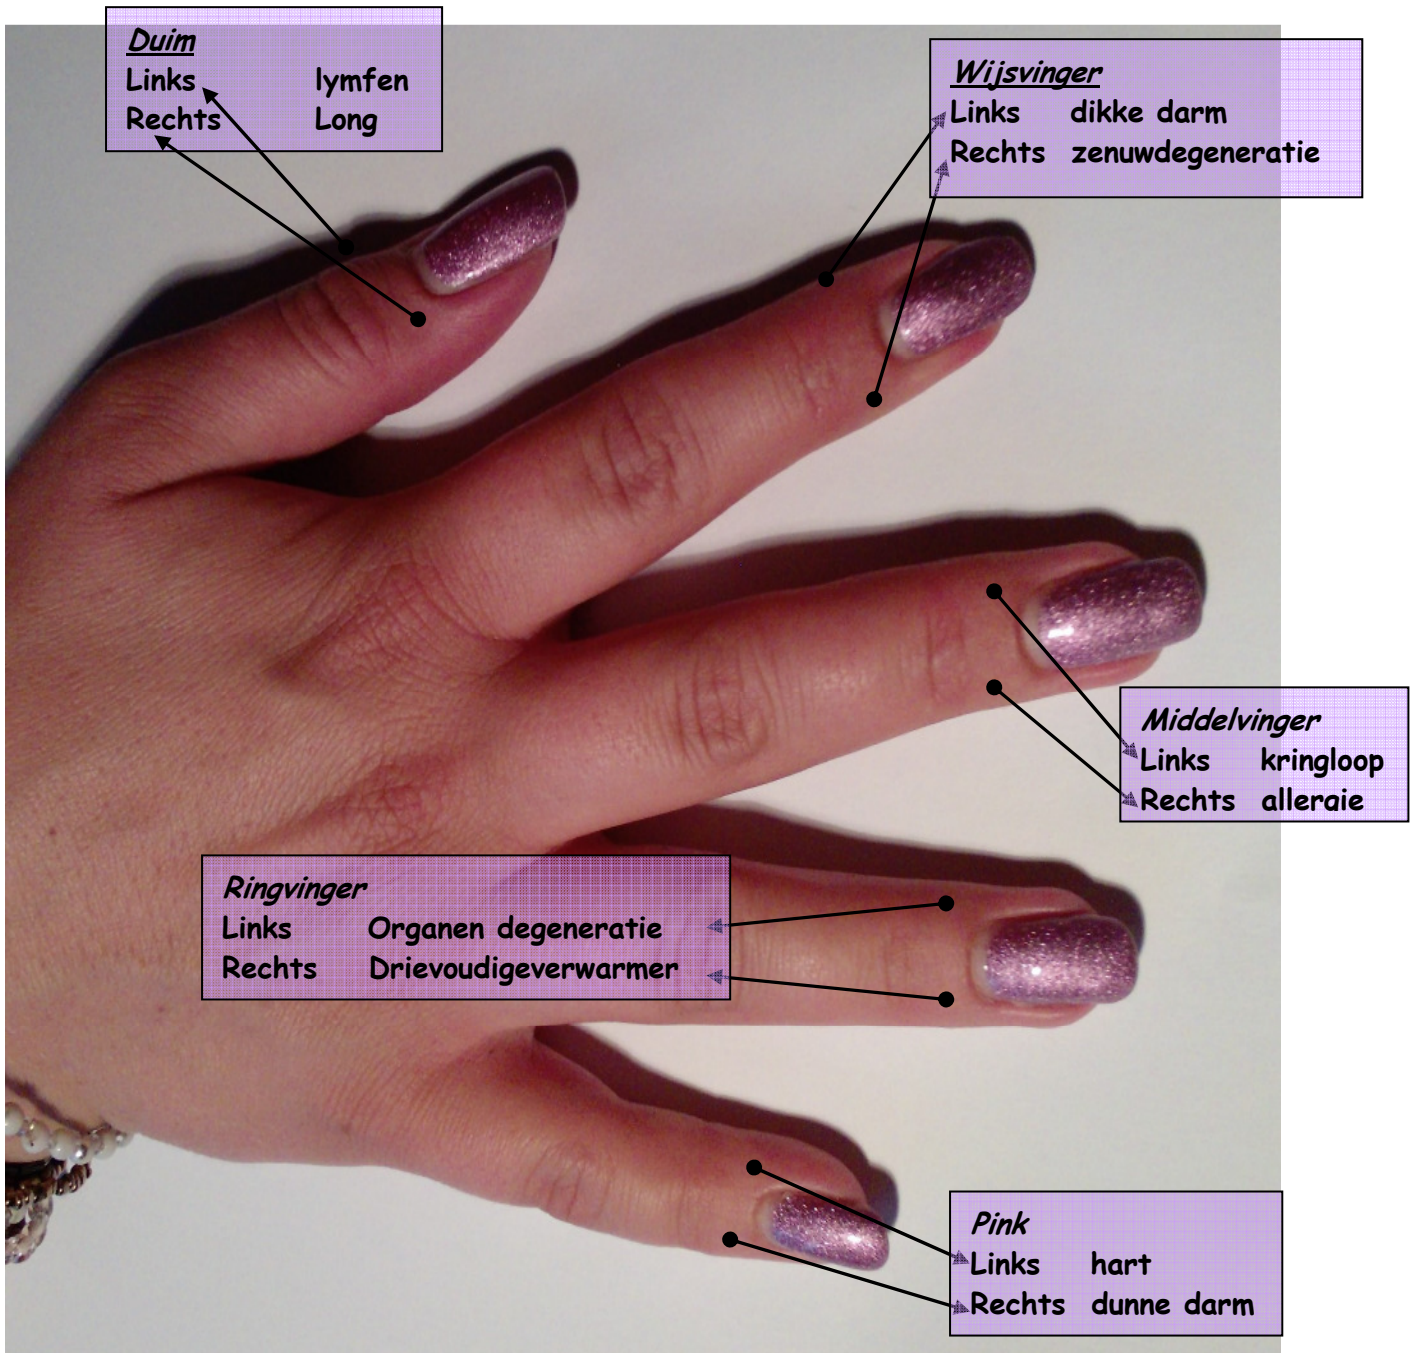 Duim
Links lymfen
Rechts Long
Wijsvinger
Links dikke darm
Rechts zenuwdegeneratie
Middelvinger
Links kringloop
Rechts alleraie
Ringvinger
Links Organen degeneratie
Rechts Drievoudigeverwarmer
Pink
Links hart
Rechts dunne darm